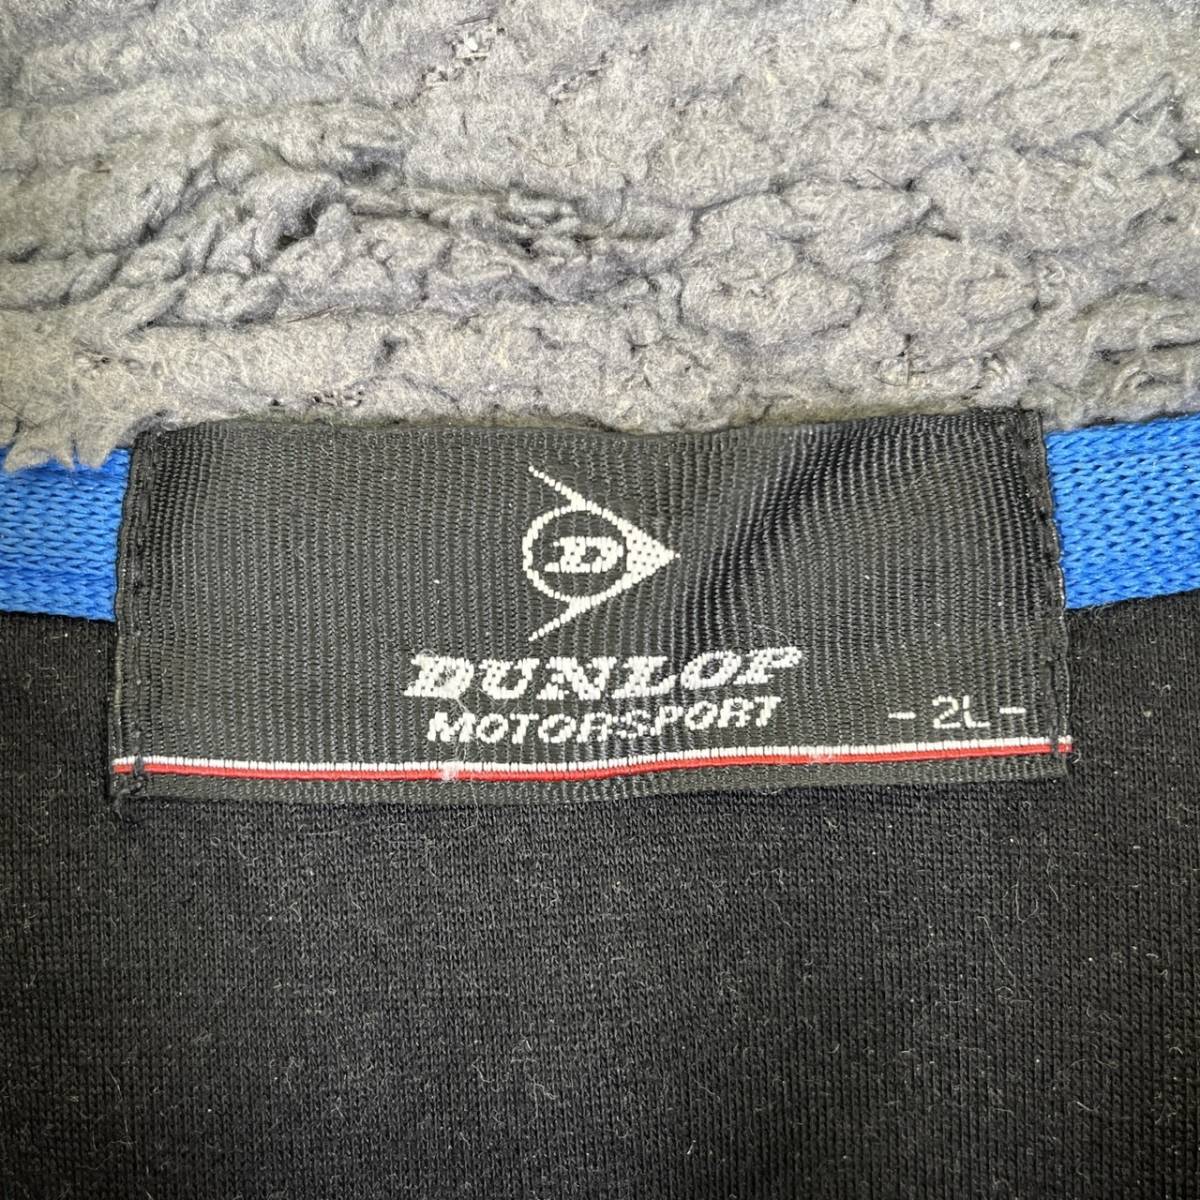 D
DUNLOP
MOTORSPORT
- 2L -